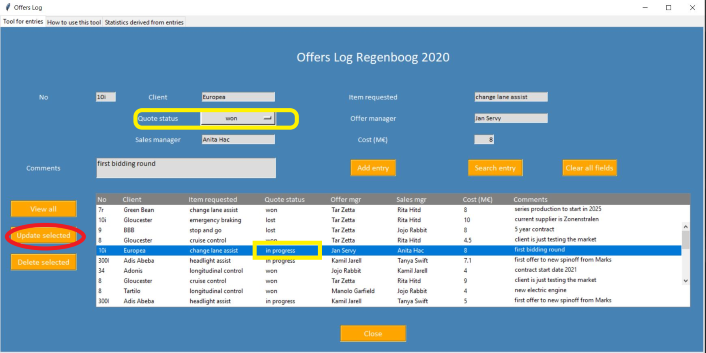 Offers Log
Tool for entries How to use this tool Statistics derived from entries
Offers Log Regenboog 2020
No 10i Client Europea Item requested change lane assist
Quote status won Offer manager Jan Servy
Sales manager Anita Hac Cost (M€) 8
Comments first bidding round Add entry Search entry Clear all fields
View all
Update selected
Delete selected
No Client Item requested Quote status Offer mgr Sales mgr Cost (M€) Comments
7r Green Bean change lane assist won Tar Zetta Rita Hitd 8 series production to start in 2025
10i Gloucester emergency braking lost Tar Zetta Rita Hitd 10 current supplier is Zonentralen
9 BBB stop and go lost Tar Zetta Jojo Rabbit 8 5 year contract
8 Gloucester cruise control won Tar Zetta Rita Hitd 4.5 client is just testing the market
10i Europea change lane assist in progress Jan Servy Anita Hac 8 first bidding round
300l Adis Abeba headlight assist in progress Kamil Jarell Tanya Swift 7.1 first offer to new spinoff from Marks
34 Adonis longitudinal control won Jojo Rabbit Kamil Jarell 4 contract start date 2021
8 Gloucester cruise control won Tar Zetta Rita Hitd 9 client is just testing the market
8 Tartilo longitudinal control won Manolo Garfield Jojo Rabbit 4 new electric engine
300l Adis Abeba headlight assist in progress Kamil Jarell Tanya Swift 5 first offer to new spinoff from Marks
Close